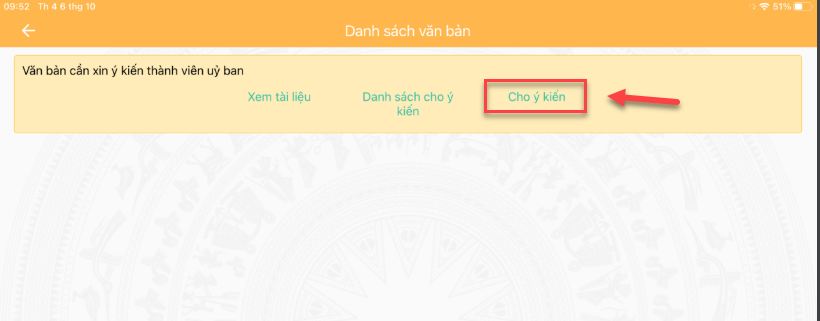 09:52 Th 4 6 thg 10 51%
Danh sách văn bản
Văn bản cần xin ý kiến thành viên uỷ ban
Xem tài liệu Danh sách cho ý Cho ý kiến
kiến